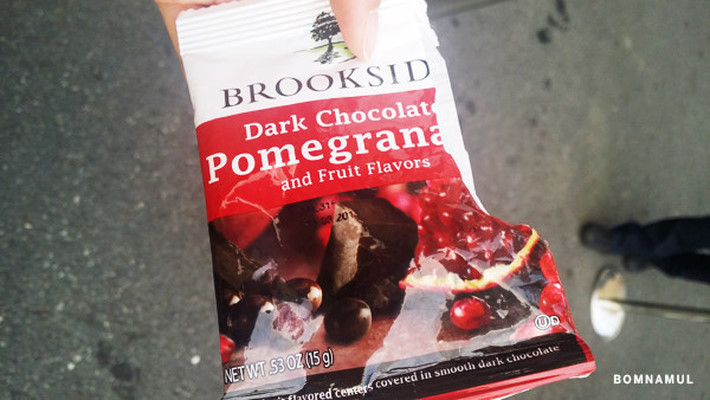 BROOKSID
Dark Chocolate
Pomegrana
and Fruit Flavors
NET WT .53 OZ (15 g)
flavored centers covered in smooth dark chocolate
UD
BOMNAMUL